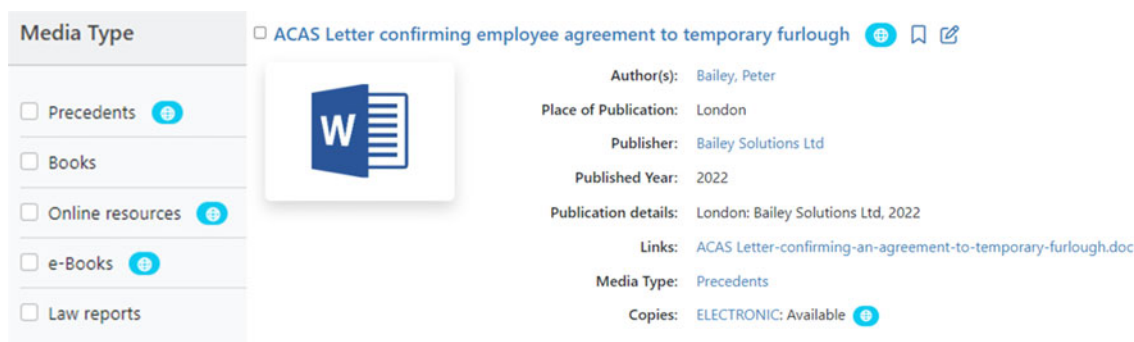 Media Type
Precedents
Books
Online resources
e-Books
Law reports
ACAS Letter confirming employee agreement to temporary furlough
W
Author(s): Bailey, Peter
Place of Publication: London
Publisher: Bailey Solutions Ltd
Published Year: 2022
Publication details: London: Bailey Solutions Ltd, 2022
Links: ACAS Letter-confirming-an-agreement-to-temporary-furlough.doc
Media Type: Precedents
Copies: ELECTRONIC: Available